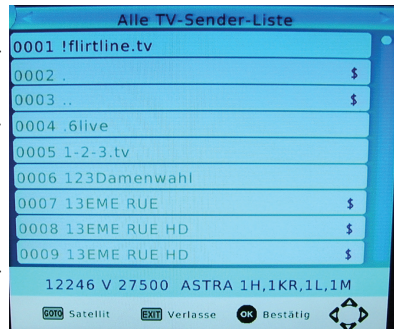 Alle TV-Sender-Liste
0001 !flirtline.tv
0002 . $
0003 .. $
0004 .6live
0005 1-2-3.tv
0006 123Damenwahl
0007 13EME RUE $
0008 13EME RUE HD $
0009 13EME RUE HD $
12246 V 27500 ASTRA 1H,1KR,1L,1M
GOTO Satellit EXIT Verlasse OK Bestätig